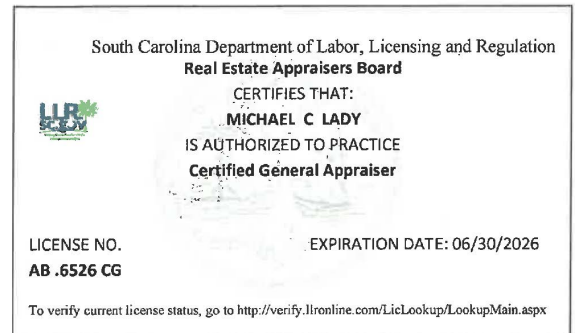 South Carolina Department of Labor, Licensing and Regulation
Real Estate Appraisers Board
CERTIFIES THAT:
MICHAEL C LADY
IS AUTHORIZED TO PRACTICE
Certified General Appraiser
LLR
LICENSE NO.
EXPIRATION DATE: 06/30/2026
AB .6526 CG
To verify current license status, go to http://verify.llronline.com/LicLookup/LookupMain.aspx